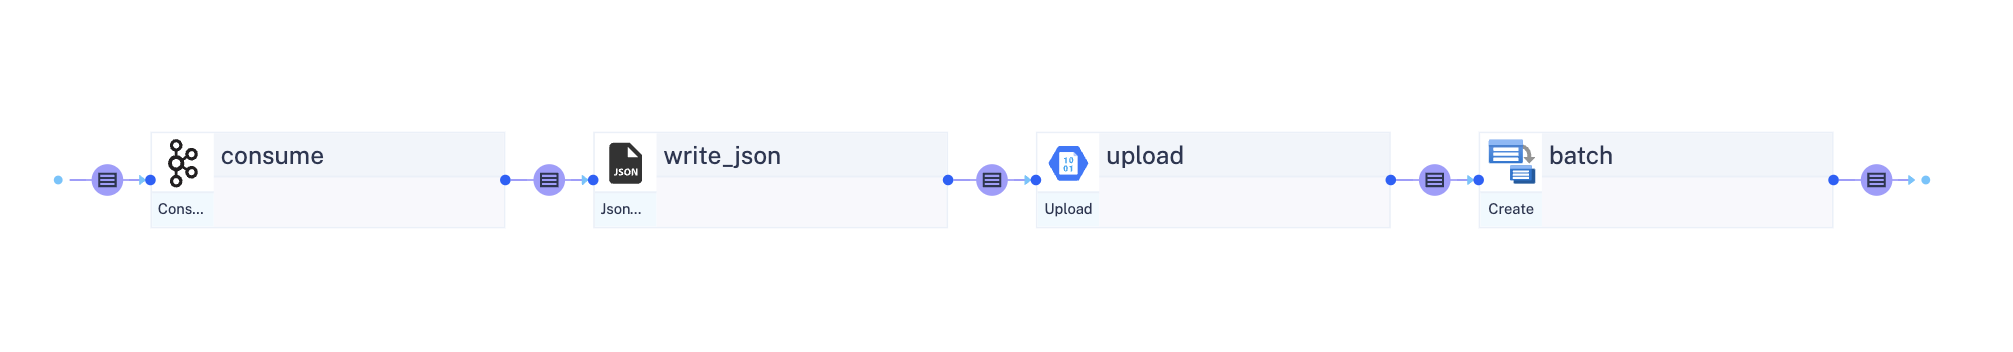 consume
Cons...
JSON
write_json
Json...
10
01
upload
Upload
batch
Create